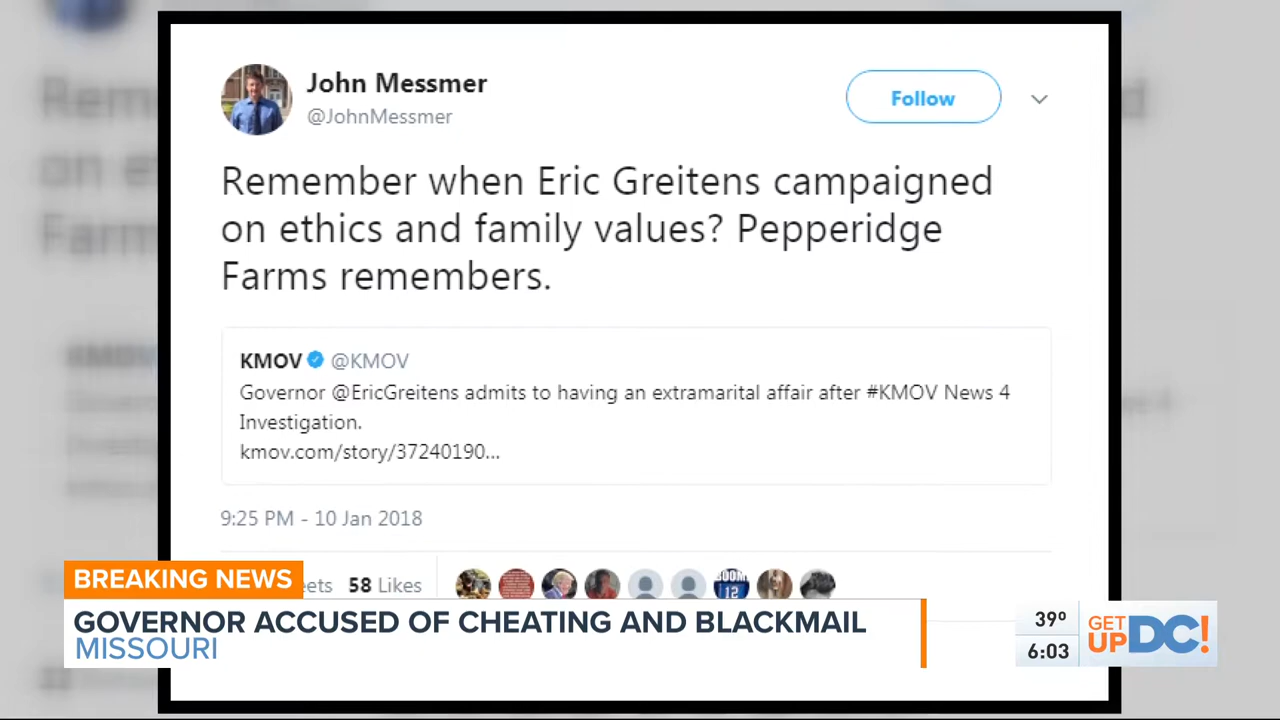 John Messmer
@JohnMessmer
Follow
Remember when Eric Greitens campaigned
on ethics and family values? Pepperidge
Farms remembers.
KMOV @KMOV
Governor @EricGreitens admits to having an extramarital affair after #KMOV News 4
Investigation.
kmov.com/story/37240190...
9:25 PM - 10 Jan 2018
58 Likes
BOOM
12
BREAKING NEWS
GOVERNOR ACCUSED OF CHEATING AND BLACKMAIL
MISSOURI
39º
6:03
GET
UP DC!